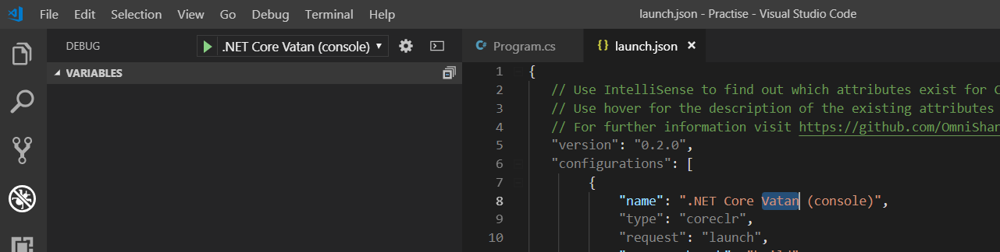 File Edit Selection View Go Debug Terminal Help launch.json - Practise - Visual Studio Code
DEBUG .NET Core Vatan (console)
VARIABLES
Program.cs launch.json
1 {
2 // Use IntelliSense to find out which attributes exist for C
3 // Use hover for the description of the existing attributes
4 // For further information visit https://github.com/OmniShar
5 "version": "0.2.0",
6 "configurations": [
7 {
8 "name": ".NET Core Vatan (console)",
9 "type": "coreclr",
10 "request": "launch",